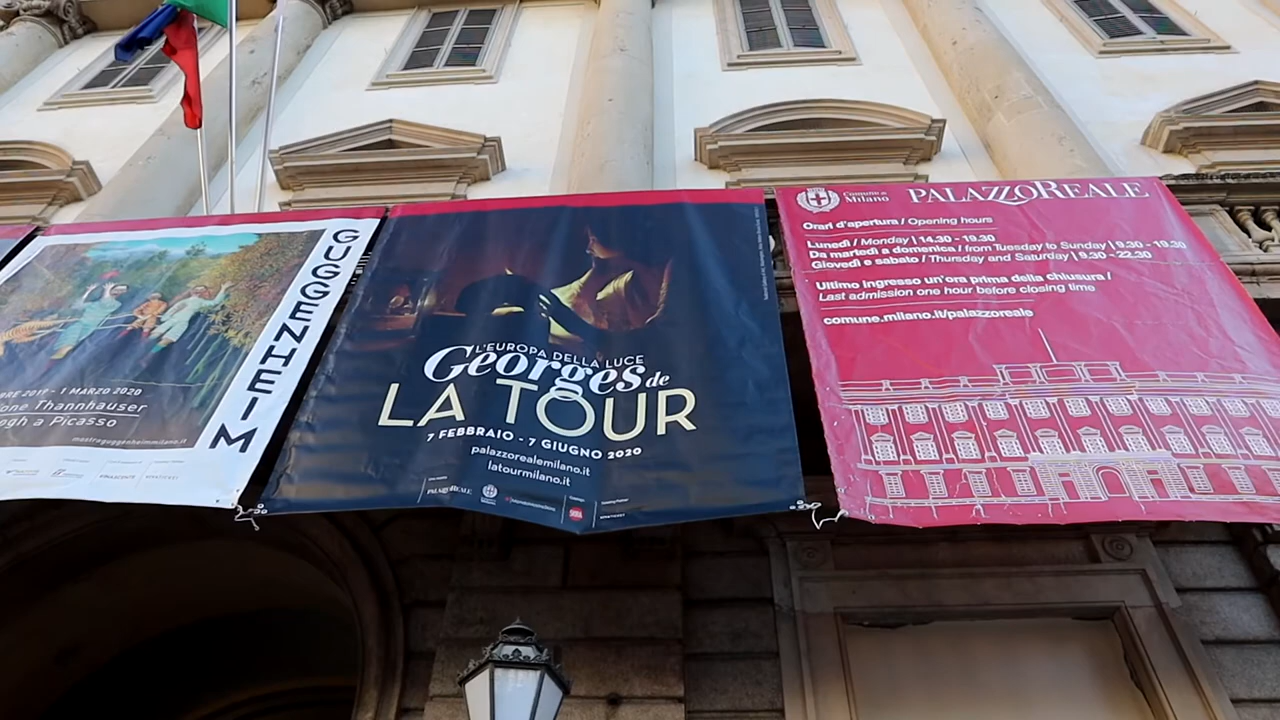 GUGGENHEIM
BRE 2019 - 1 MARZO 2020
one Thannhauser
ogh a Picasso
mostraguggenheimmilano.it
L'EUROPA DELLA LUCE
Georges de
LA TOUR
7 FEBBRAIO - 7 GIUGNO 2020
palazzorealemilano.it
latourmilano.it
PALAZZOREALE
Comune di
Milano
PALAZZOREALE
Orari d'apertura / Opening hours
Lunedì / Monday | 14.30 - 19.30
Da martedì a domenica / from Tuesday to Sunday | 9.30 - 19.30
Giovedì e sabato / Thursday and Saturday | 9.30 - 22.30
Ultimo ingresso un'ora prima della chiusura /
Last admission one hour before closing time
comune.milano.it/palazzoreale